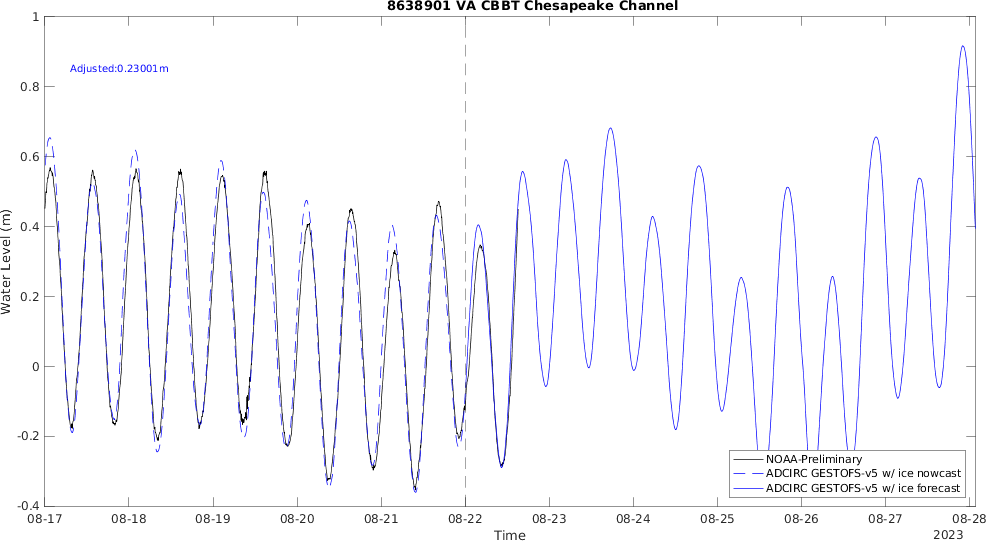 8638901 VA CBBT Chesapeake Channel
1
0.8
0.6
0.4
0.2
0
-0.2
-0.4
Water Level (m)
Adjusted:0.23001m
NOAA-Preliminary
ADCIRC GESTOFS-v5 w/ ice nowcast
ADCIRC GESTOFS-v5 w/ ice forecast
08-17 08-18 08-19 08-20 08-21 08-22 08-23 08-24 08-25 08-26 08-27 08-28
Time
2023